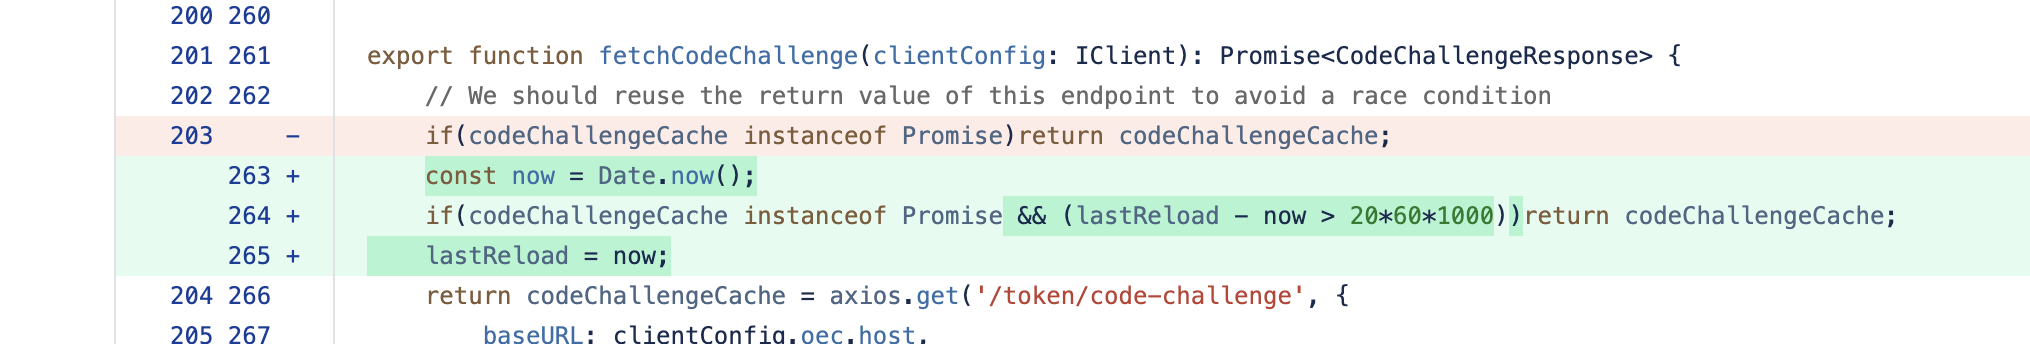 200 260
201 261 export function fetchCodeChallenge(clientConfig: IClient): Promise<CodeChallengeResponse> {
202 262 // We should reuse the return value of this endpoint to avoid a race condition
203 - if(codeChallengeCache instanceof Promise)return codeChallengeCache;
263 + const now = Date.now();
264 + if(codeChallengeCache instanceof Promise && (lastReload - now > 20*60*1000))return codeChallengeCache;
265 + lastReload = now;
204 266 return codeChallengeCache = axios.get('/token/code-challenge', {
205 267 baseURL: clientConfig.oec.host,